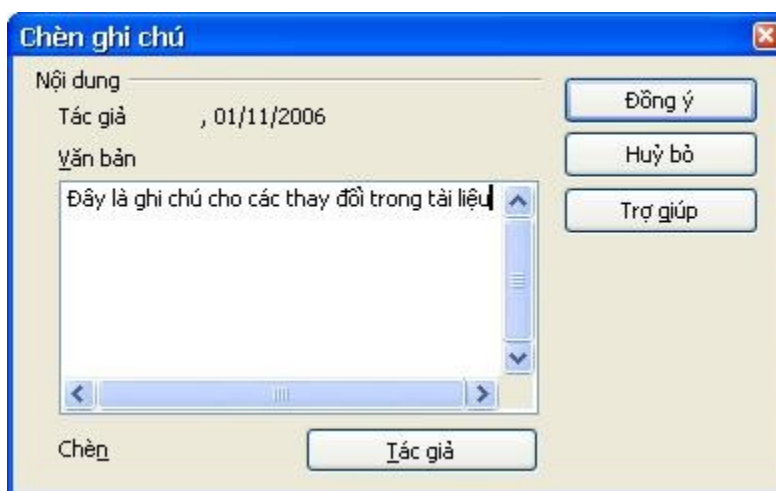 Chèn ghi chú
Nội dung
Tác giả , 01/11/2006
Văn bản
Đây là ghi chú cho các thay đổi trong tài liệu
Chèn Tác giả
Đồng ý
Huỷ bỏ
Trợ giúp